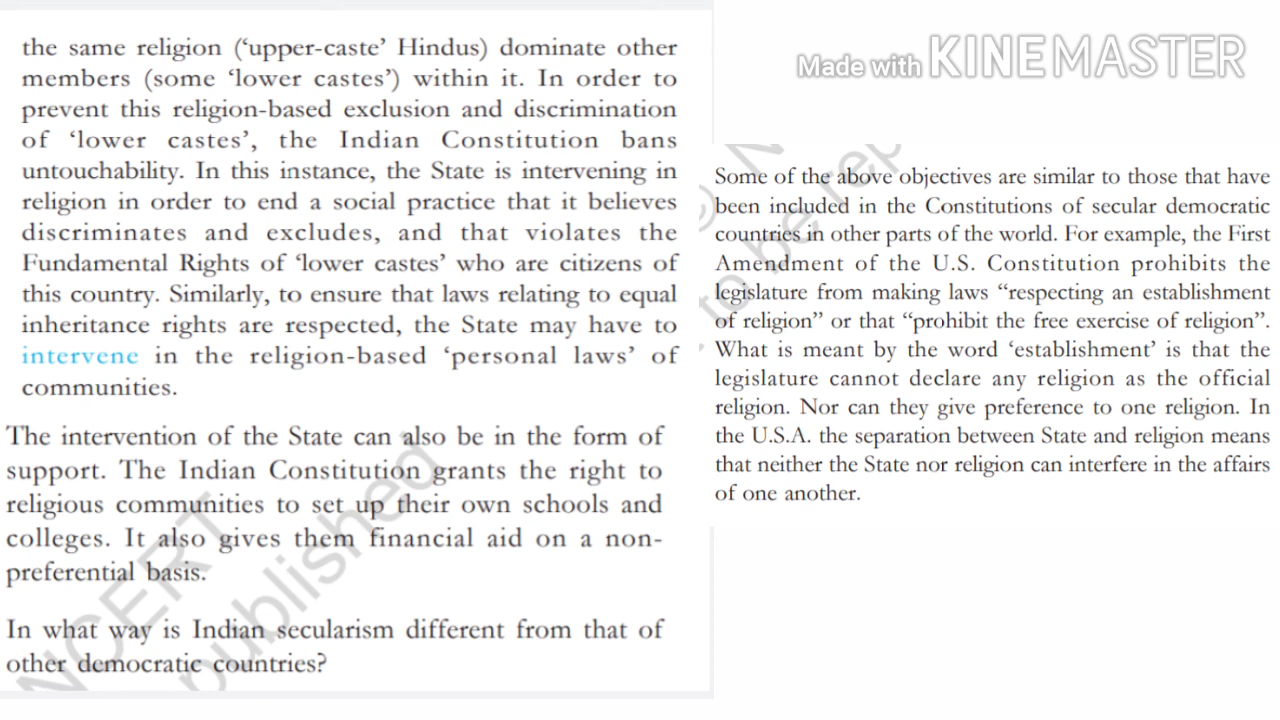 the same religion (‘upper-caste’ Hindus) dominate other
members (some ‘lower castes’) within it. In order to
prevent this religion-based exclusion and discrimination
of ‘lower castes’, the Indian Constitution bans
untouchability. In this instance, the State is intervening in
religion in order to end a social practice that it believes
discriminates and excludes, and that violates the
Fundamental Rights of ‘lower castes’ who are citizens of
this country. Similarly, to ensure that laws relating to equal
inheritance rights are respected, the State may have to
intervene in the religion-based ‘personal laws’ of
communities.
The intervention of the State can also be in the form of
support. The Indian Constitution grants the right to
religious communities to set up their own schools and
colleges. It also gives them financial aid on a non-
preferential basis.
In what way is Indian secularism different from that of
other democratic countries?
NCERT
published
Made with KINEMASTER
Some of the above objectives are similar to those that have
been included in the Constitutions of secular democratic
countries in other parts of the world. For example, the First
Amendment of the U.S. Constitution prohibits the
legislature from making laws “respecting an establishment
of religion” or that “prohibit the free exercise of religion”.
What is meant by the word ‘establishment’ is that the
legislature cannot declare any religion as the official
religion. Nor can they give preference to one religion. In
the U.S.A. the separation between State and religion means
that neither the State nor religion can interfere in the affairs
of one another.
© N
to be rep